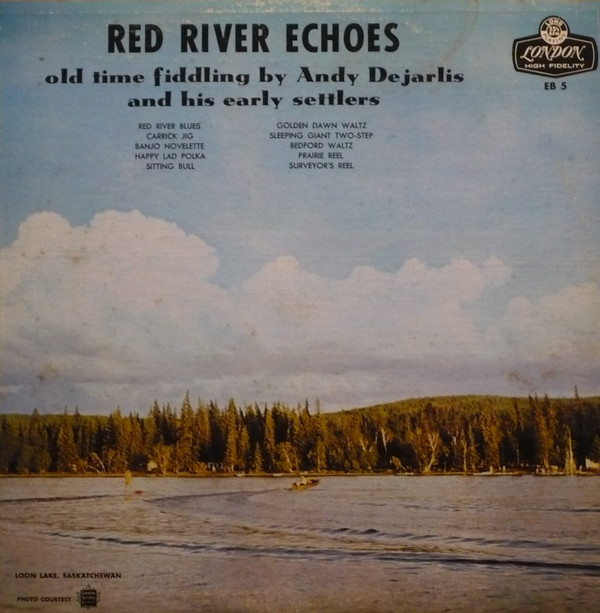 RED RIVER ECHOES
old time fiddling by Andy Dejarlis
and his early settlers
LONDON
HIGH FIDELITY
EB 5
RED RIVER BLUES
CARRICK JIG
BANJO NOVELETTE
HAPPY LAD POLKA
SITTING BULL
GOLDEN DAWN WALTZ
SLEEPING GIANT TWO-STEP
BEDFORD WALTZ
PRAIRIE REEL
SURVEYOR'S REEL
LOON LAKE, SASKATCHEWAN
PHOTO COURTESY